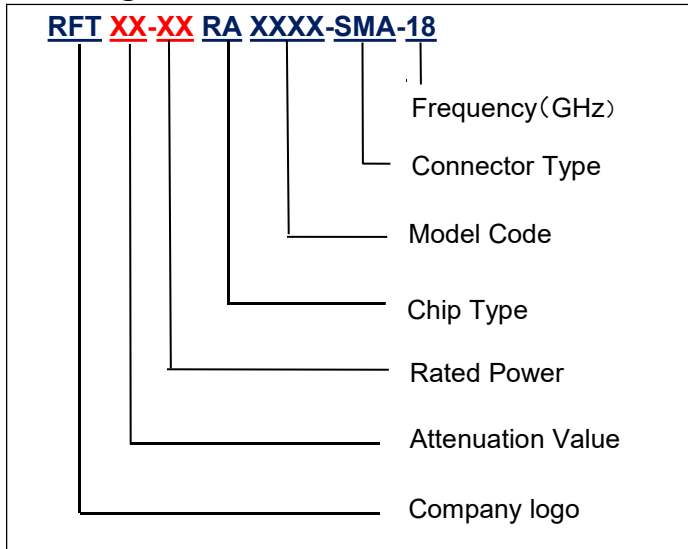 RFT XX-XX RA XXXX-SMA-18
Frequency（GHz）
Connector Type
Model Code
Chip Type
Rated Power
Attenuation Value
Company logo